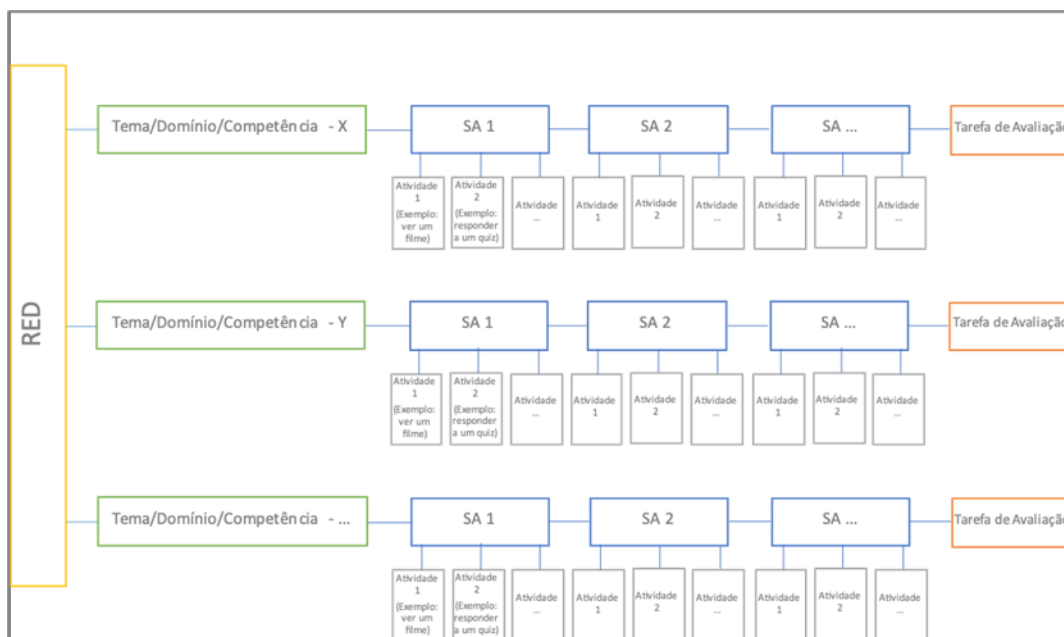 RED
Tema/Domínio/Competência - X
SA 1
SA 2
SA ...
Tarefa de Avaliação
Atividade
1
(Exemplo:
ver um
filme)
Atividade
2
(Exemplo:
responder
a um quiz)
Atividade
...
Atividade
1
Atividade
2
Atividade
...
Atividade
1
Atividade
2
Atividade
...
Tema/Domínio/Competência - Y
SA 1
SA 2
SA ...
Tarefa de Avaliação
Atividade
1
(Exemplo:
ver um
filme)
Atividade
2
(Exemplo:
responder
a um quiz)
Atividade
...
Atividade
1
Atividade
2
Atividade
...
Atividade
1
Atividade
2
Atividade
...
Tema/Domínio/Competência - ...
SA 1
SA 2
SA ...
Tarefa de Avaliação
Atividade
1
(Exemplo:
ver um
filme)
Atividade
2
(Exemplo:
responder
a um quiz)
Atividade
...
Atividade
1
Atividade
2
Atividade
...
Atividade
1
Atividade
2
Atividade
...